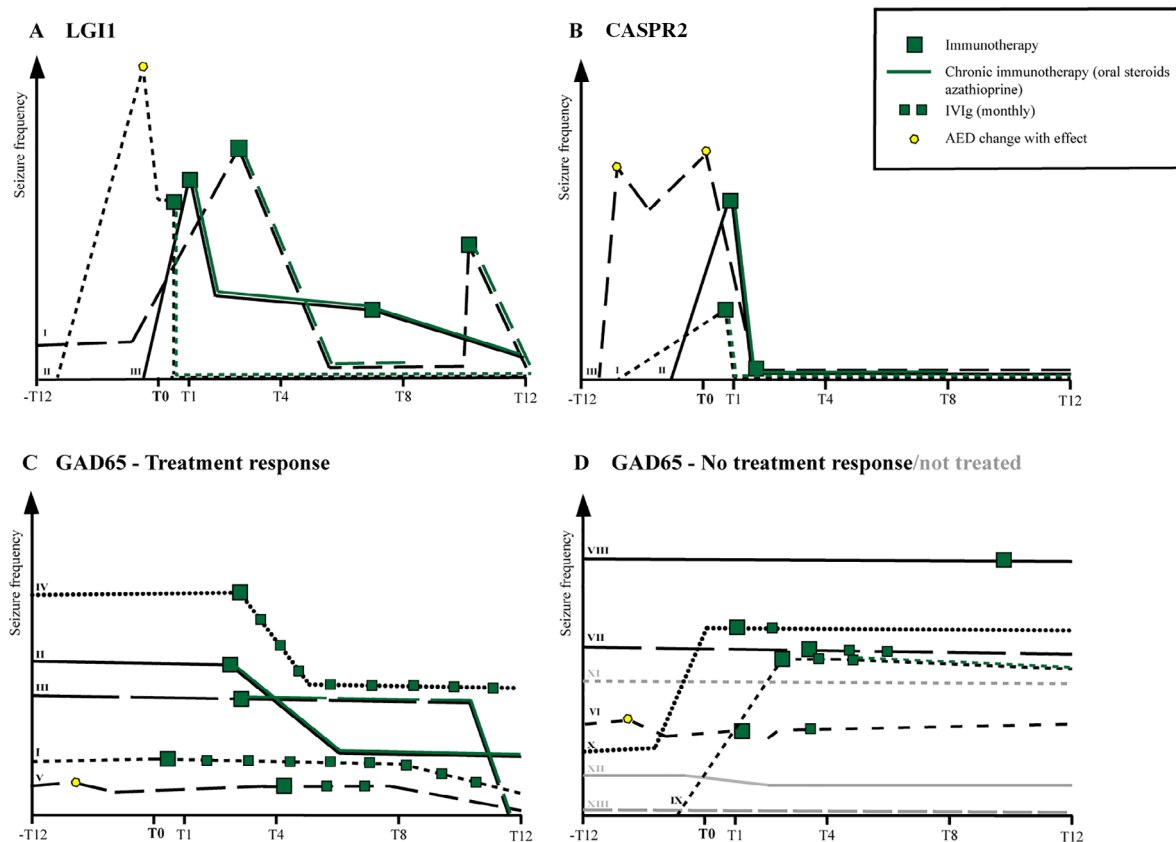 A LGI1
Seizure frequency
I
II
III
-T12
T0
T1
T4
T8
T12
B CASPR2
Seizure frequency
III
I
II
-T12
T0
T1
T4
T8
T12
Immunotherapy
Chronic immunotherapy (oral steroids
azathioprine)
IVIg (monthly)
AED change with effect
C GAD65 - Treatment response
Seizure frequency
IV
II
III
I
V
-T12
T0
T1
T4
T8
T12
D GAD65 - No treatment response/not treated
Seizure frequency
VIII
VII
XI
VI
X
XII
XIII
IX
-T12
T0
T1
T4
T8
T12